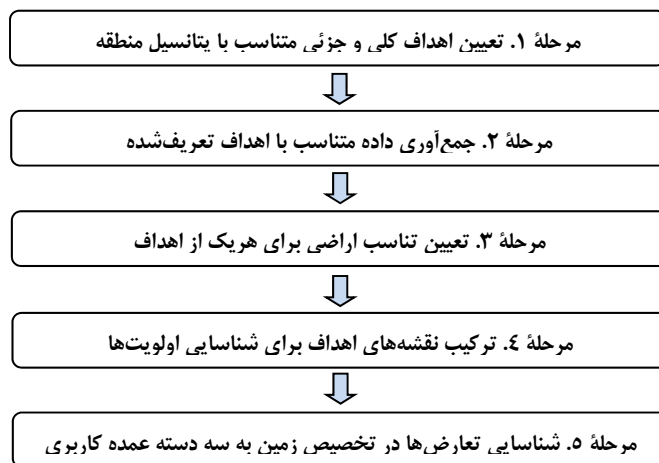 مرحلهٔ ۱. تعیین اهداف کلی و جزئی متناسب با پتانسیل منطقه
مرحلهٔ ۲. جمع‌آوری داده متناسب با اهداف تعریف‌شده
مرحلهٔ ۳. تعیین تناسب اراضی برای هریک از اهداف
مرحلهٔ ٤. ترکیب نقشه‌های اهداف برای شناسایی اولویت‌ها
مرحلهٔ ٥. شناسایی تعارض‌ها در تخصیص زمین به سه دسته عمده کاربری